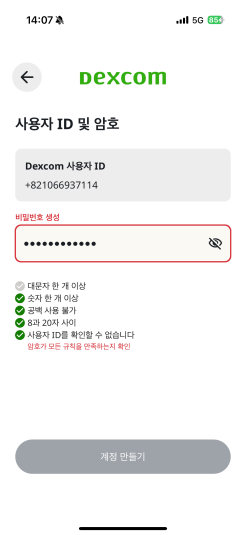 14:07
5G
85
Dexcom
사용자 ID 및 암호
Dexcom 사용자 ID
+821066937114
비밀번호 생성
●●●●●●●●●●●●
대문자 한 개 이상
숫자 한 개 이상
공백 사용 불가
8과 20자 사이
사용자 ID를 확인할 수 없습니다
암호가 모든 규칙을 만족하는지 확인
계정 만들기